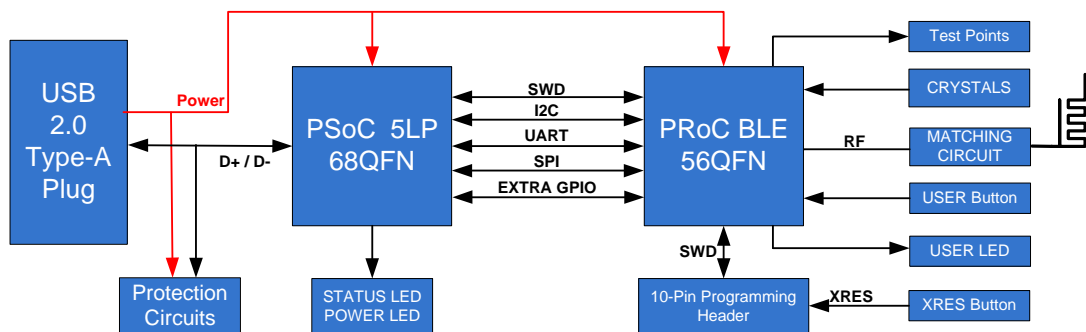 USB
2.0
Type-A
Plug
Power
D+ / D-
Protection
Circuits
PSoC 5LP
68QFN
STATUS LED
POWER LED
SWD
I2C
UART
SPI
EXTRA GPIO
PRoC BLE
56QFN
SWD
10-Pin Programming
Header
XRES
RF
Test Points
CRYSTALS
MATCHING
CIRCUIT
USER Button
USER LED
XRES Button